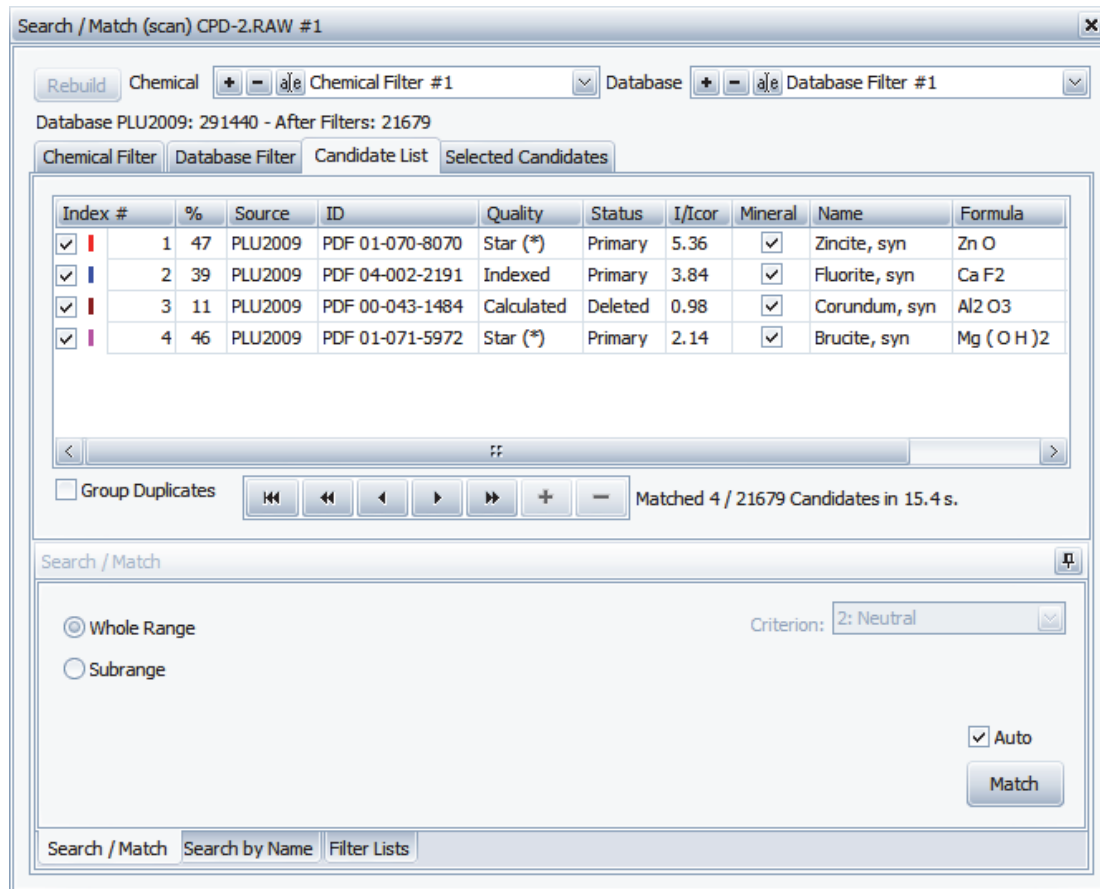 Search / Match (scan) CPD-2.RAW #1
Rebuild Chemical + - a|e Chemical Filter #1 Database + - a|e Database Filter #1
Database PLU2009: 291440 - After Filters: 21679
Chemical Filter Database Filter Candidate List Selected Candidates
Index # % Source ID Quality Status I/Icor Mineral Name Formula
1 47 PLU2009 PDF 01-070-8070 Star (*) Primary 5.36 Zincite, syn Zn O
2 39 PLU2009 PDF 04-002-2191 Indexed Primary 3.84 Fluorite, syn Ca F2
3 11 PLU2009 PDF 00-043-1484 Calculated Deleted 0.98 Corundum, syn Al2 O3
4 46 PLU2009 PDF 01-071-5972 Star (*) Primary 2.14 Brucite, syn Mg ( O H )2
Group Duplicates + - Matched 4 / 21679 Candidates in 15.4 s.
Search / Match
Whole Range Criterion: 2: Neutral
Subrange
Auto
Match
Search / Match Search by Name Filter Lists